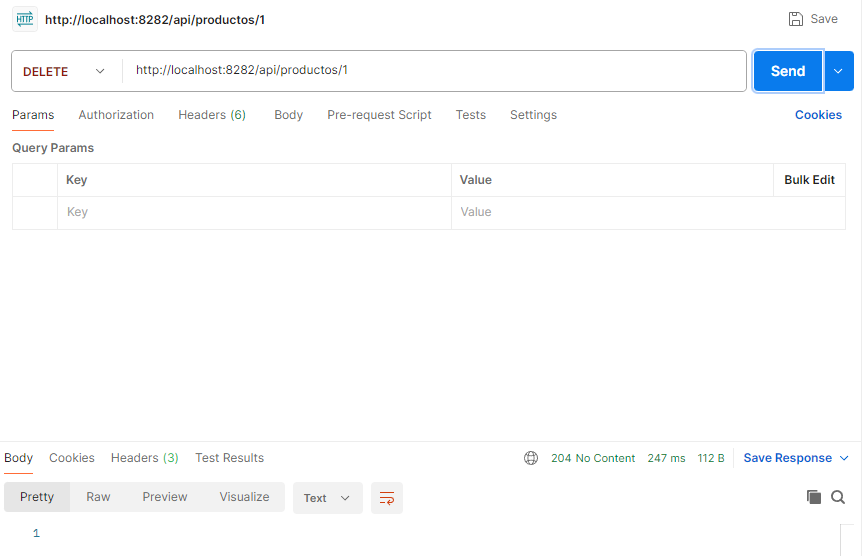 HTTP http://localhost:8282/api/productos/1 Save
DELETE http://localhost:8282/api/productos/1 Send
Params Authorization Headers (6) Body Pre-request Script Tests Settings Cookies
Query Params
Key Value Bulk Edit
Key Value
Body Cookies Headers (3) Test Results 204 No Content 247 ms 112 B Save Response
Pretty Raw Preview Visualize Text
1